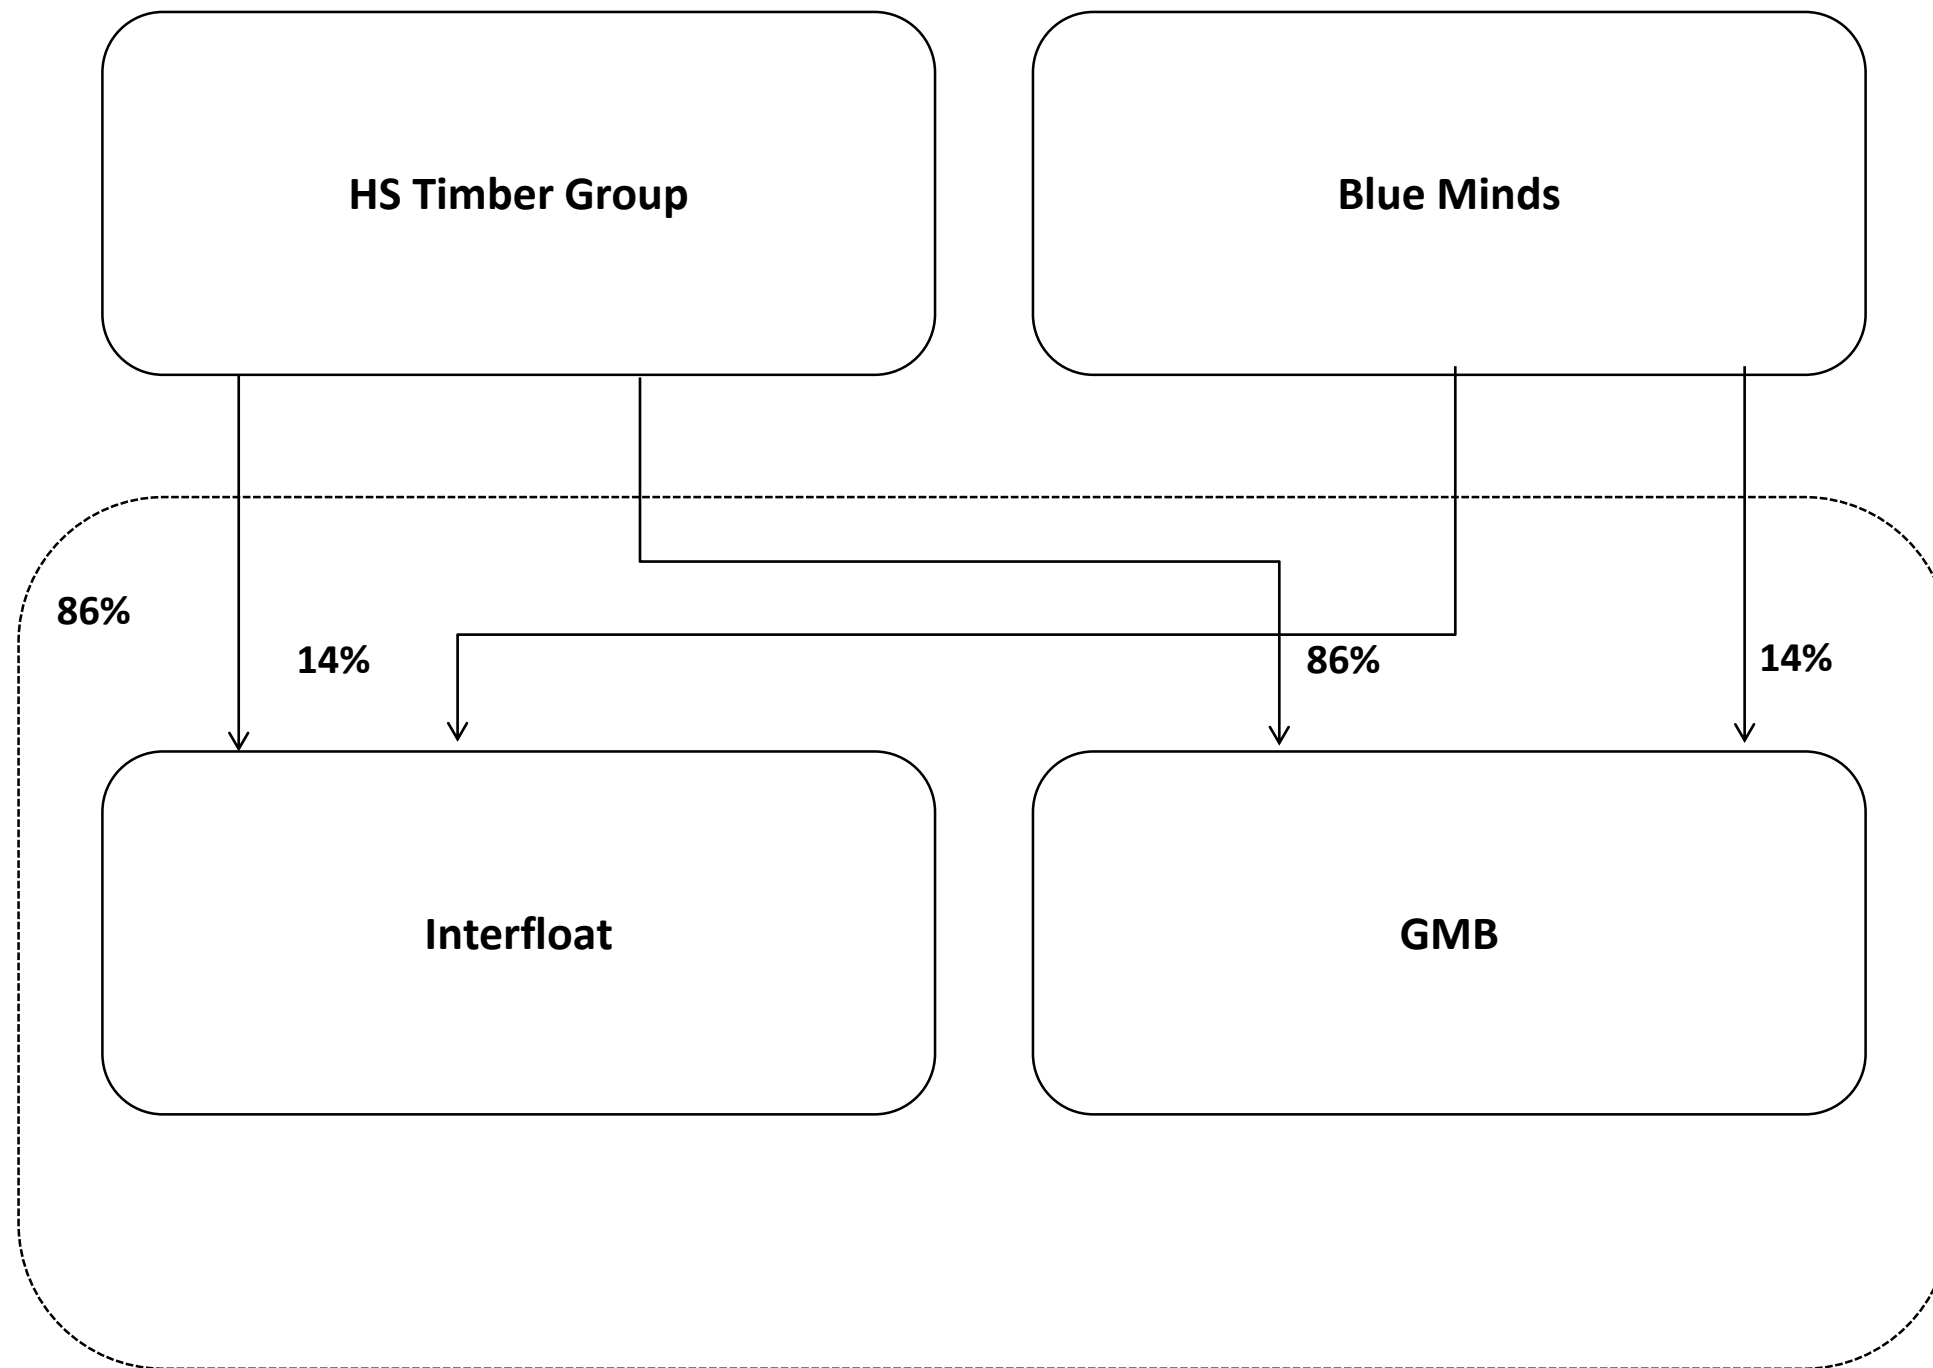 HS Timber Group
Blue Minds
86%
14%
86%
14%
Interfloat
GMB